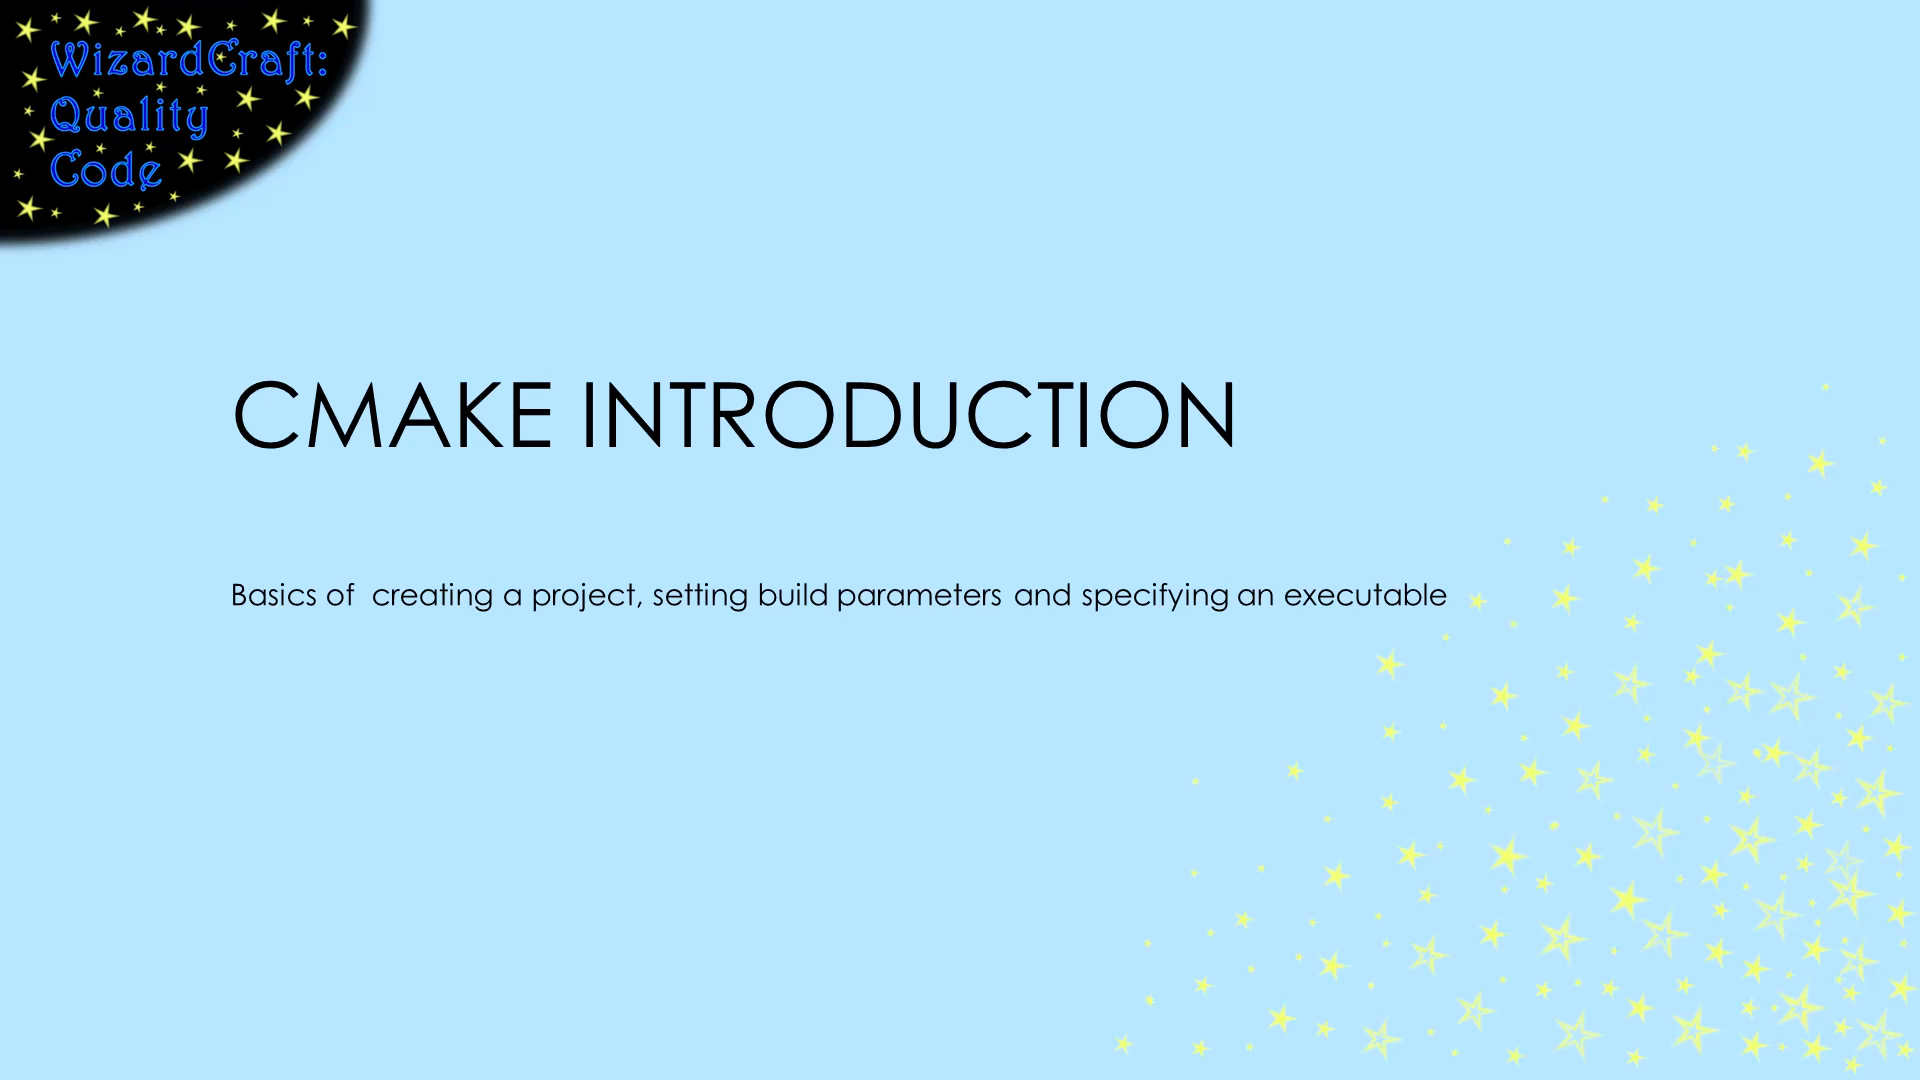 WizardCraft:
Quality
Code
CMAKE INTRODUCTION
Basics of  creating a project, setting build parameters and specifying an executable